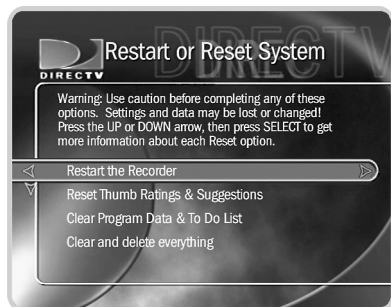 DIRECTV
Restart or Reset System
DIRECTV
Warning: Use caution before completing any of these
options. Settings and data may be lost or changed!
Press the UP or DOWN arrow, then press SELECT to get
more information about each Reset option.
Restart the Recorder
Reset Thumb Ratings & Suggestions
Clear Program Data & To Do List
Clear and delete everything